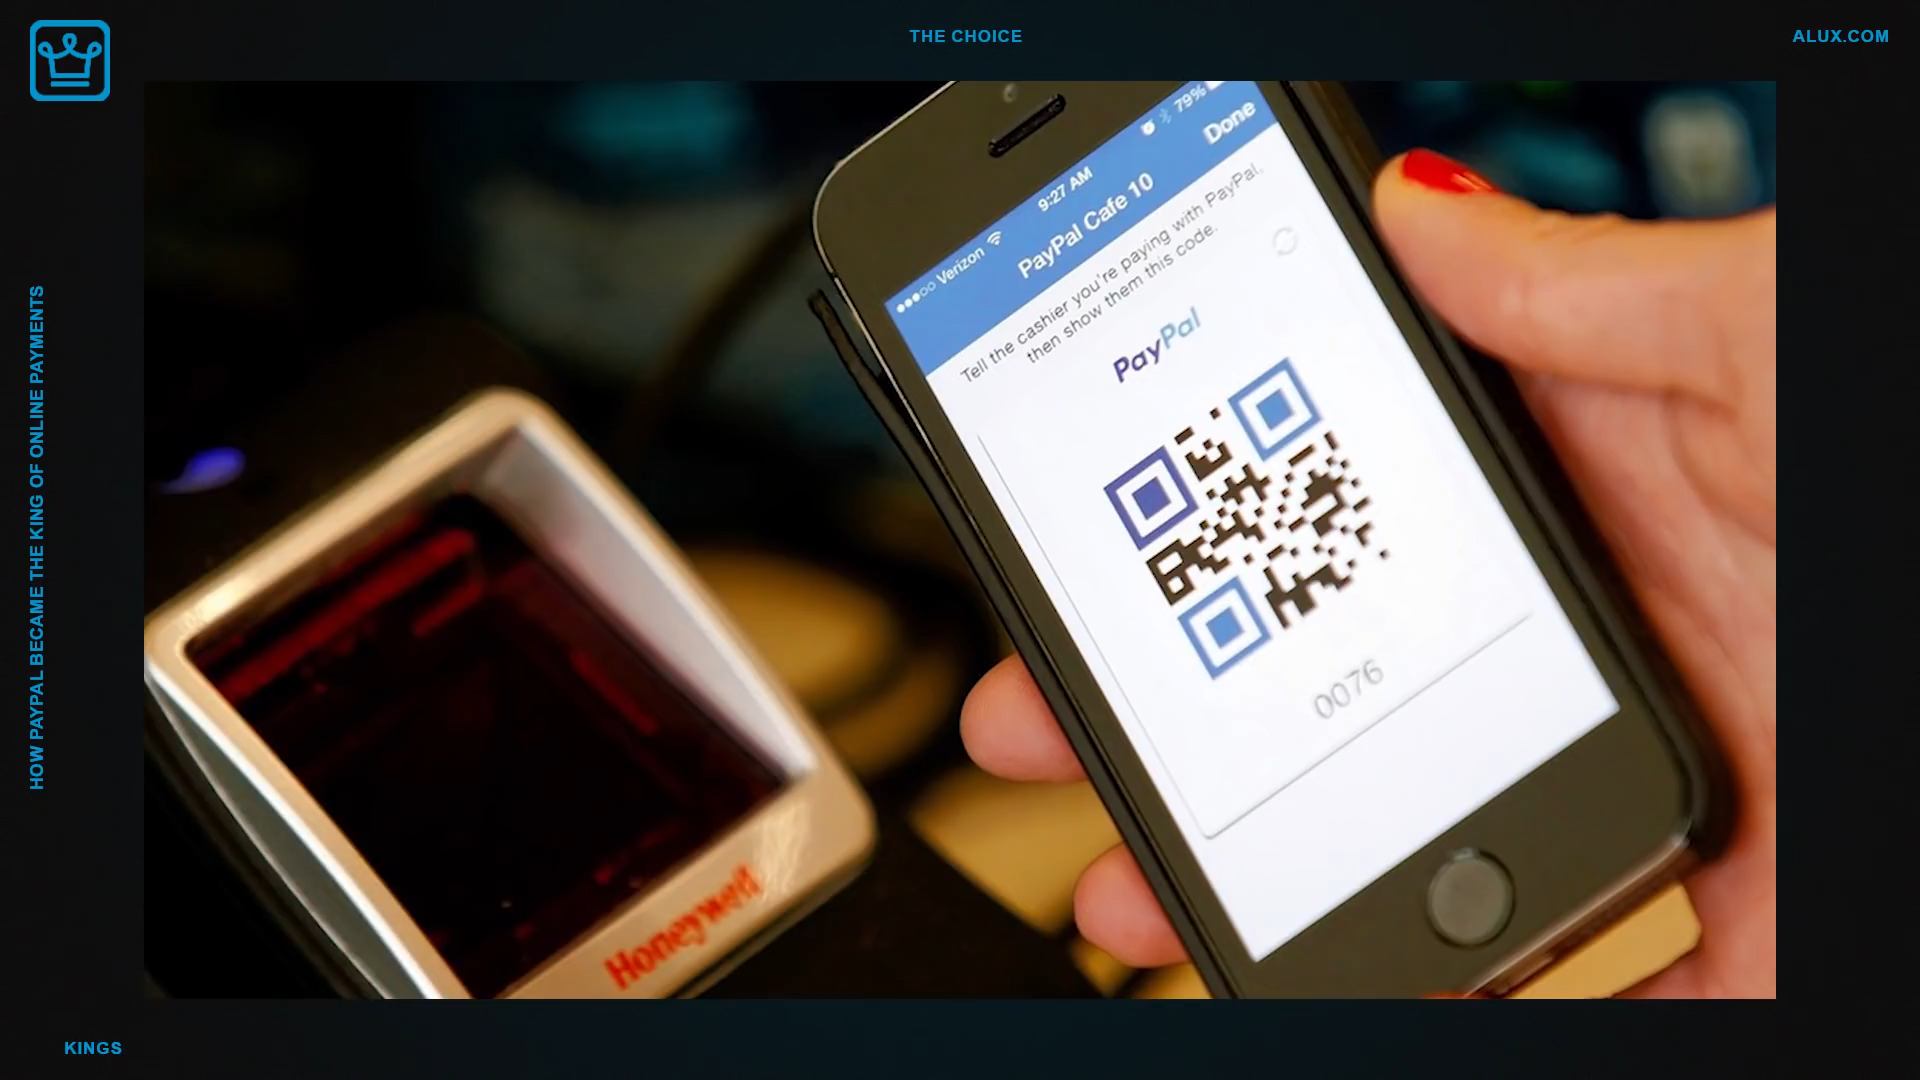 THE CHOICE
ALUX.COM
HOW PAYPAL BECAME THE KING OF ONLINE PAYMENTS
79%
Done
9:27 AM
Verizon
PayPal Cafe 10
Tell the cashier you're paying with PayPal,
then show them this code.
PayPal
0076
Honeywell
KINGS